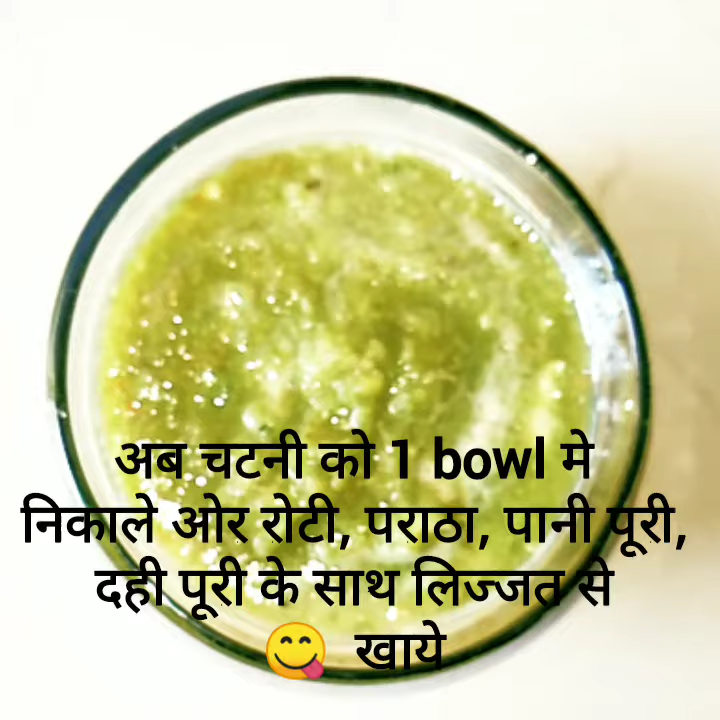 अब चटनी को 1 bowl मे
निकाले ओर रोटी, पराठा, पानी पूरी,
दही पूरी के साथ लिज्जत से
😋 खाये